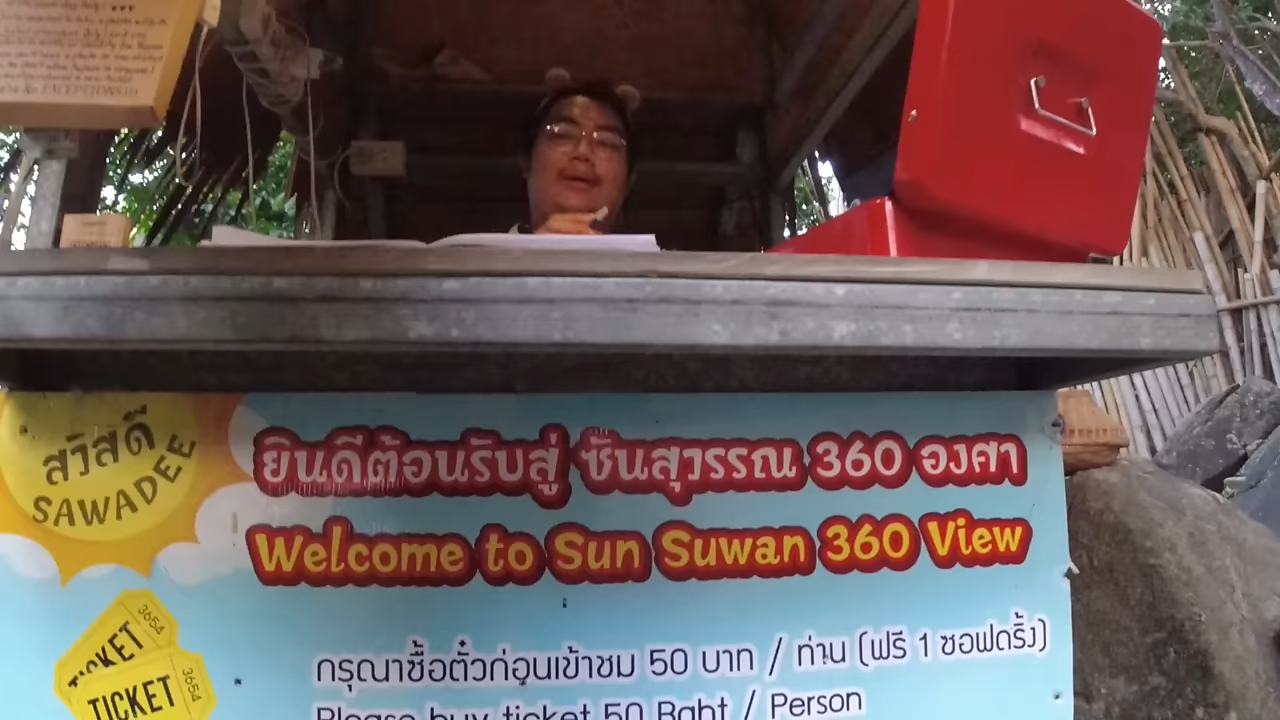 EXCEPTIONS!!!
สวัสดี
SAWADEE
ยินดีต้อนรับสู่ ซันสุวรรณ 360 องศา
Welcome to Sun Suwan 360 View
3654
TICKET
3654
TICKET
กรุณาซื้อตั๋วก่อนเข้าชม 50 บาท / ท่าน (ฟรี 1 ซอฟดริ้ง)
Please buy ticket 50 Baht / Person